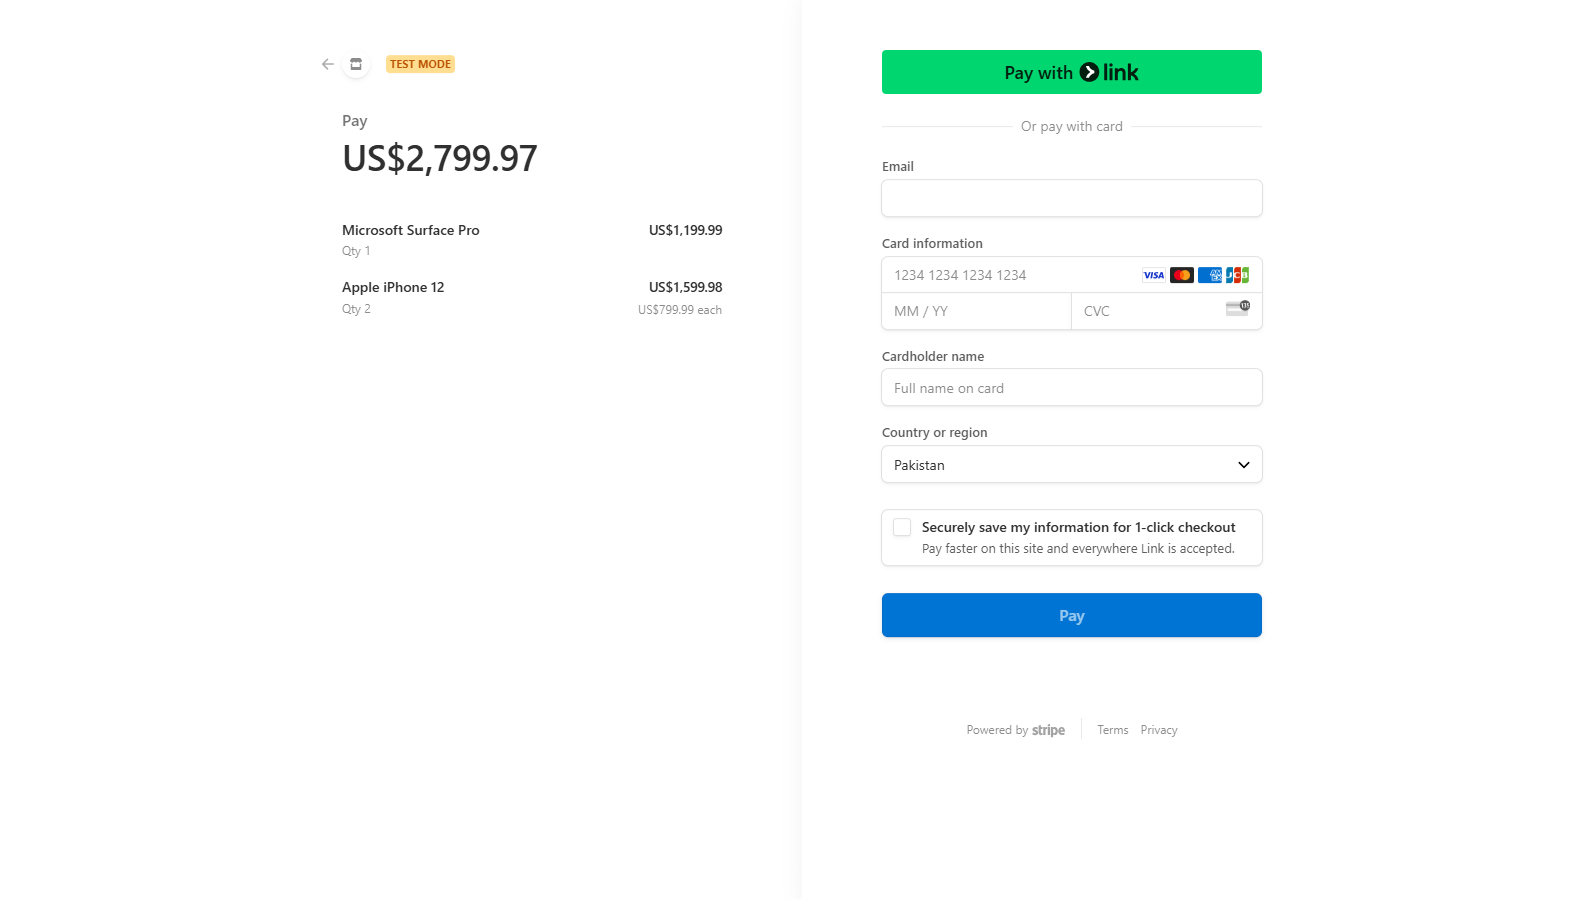 TEST MODE
Pay
US$2,799.97
Microsoft Surface Pro US$1,199.99
Qty 1
Apple iPhone 12 US$1,599.98
Qty 2 US$799.99 each
Pay with link
Or pay with card
Email
Card information
1234 1234 1234 1234 VISA AMEX JCB
MM / YY CVC
Cardholder name
Full name on card
Country or region
Pakistan
Securely save my information for 1-click checkout
Pay faster on this site and everywhere Link is accepted.
Pay
Powered by stripe Terms Privacy